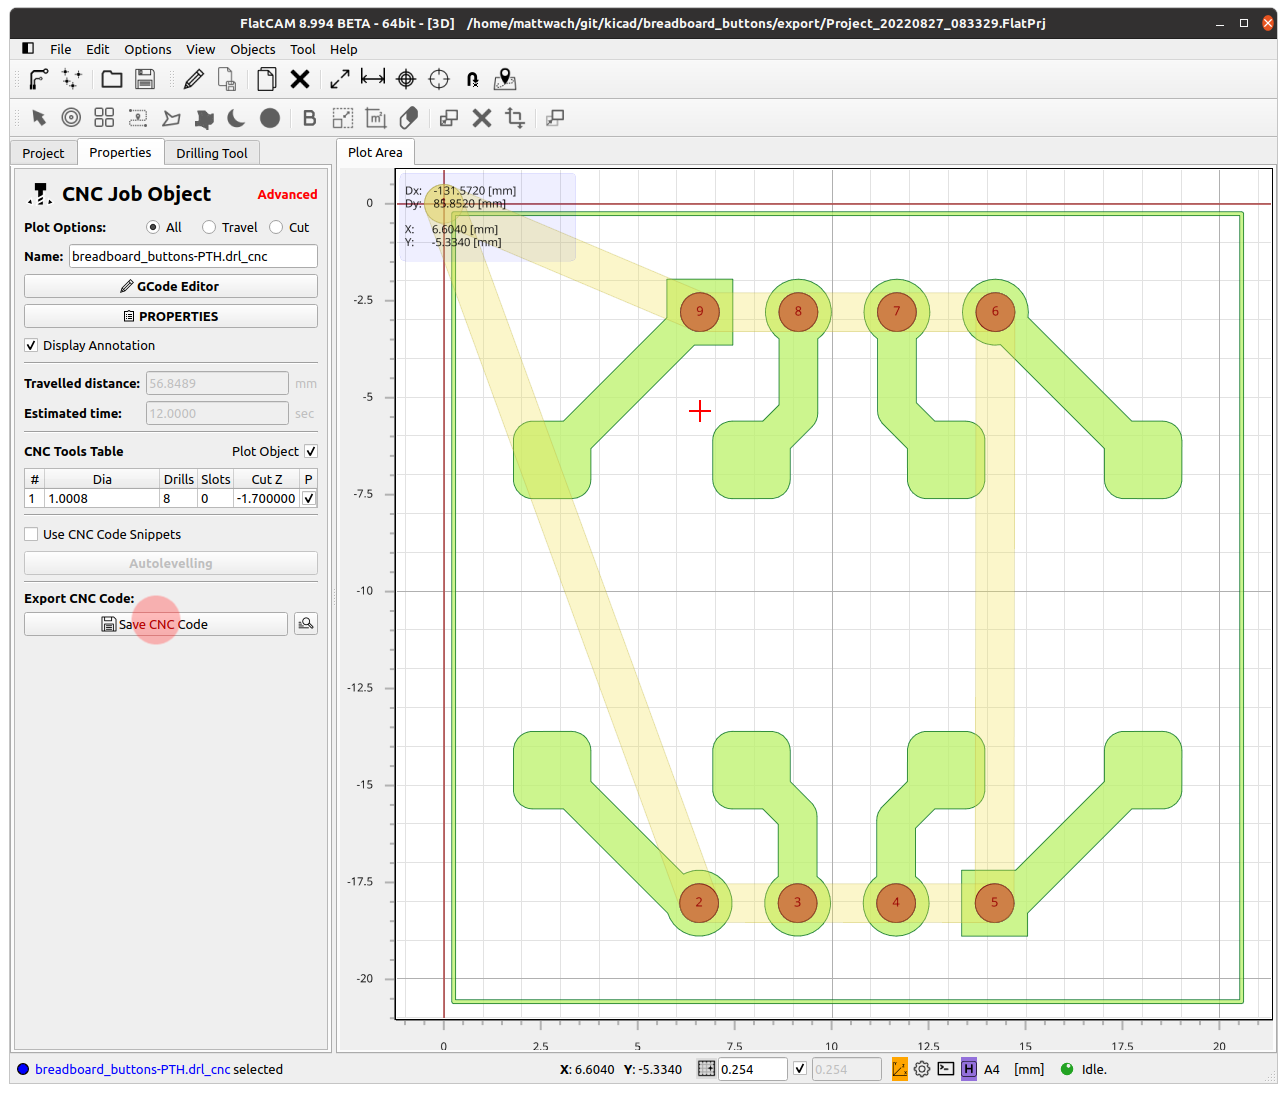 FlatCAM 8.994 BETA - 64bit - [3D]   /home/mattwach/git/kicad/breadboard_buttons/export/Project_20220827_083329.FlatPrj
File Edit Options View Objects Tool Help
B
m²
Project Properties Drilling Tool
Plot Area
CNC Job Object Advanced
Plot Options: All Travel Cut
Name: breadboard_buttons-PTH.drl_cnc
GCode Editor
PROPERTIES
Display Annotation
Travelled distance: 56.8489 mm
Estimated time: 12.0000 sec
CNC Tools Table Plot Object
# Dia Drills Slots Cut Z P
1 1.0008 8 0 -1.700000
Use CNC Code Snippets
Autolevelling
Export CNC Code:
Save CNC Code
Dx: -131.5720 [mm]
Dy: 85.8520 [mm]
X: 6.6040 [mm]
Y: -5.3340 [mm]
0
-2.5
-5
-7.5
-10
-12.5
-15
-17.5
-20
9 8 7 6
2 3 4 5
0 2.5 5 7.5 10 12.5 15 17.5 20
breadboard_buttons-PTH.drl_cnc selected
X: 6.6040 Y: -5.3340 0.254 0.254 H A4 [mm] Idle.